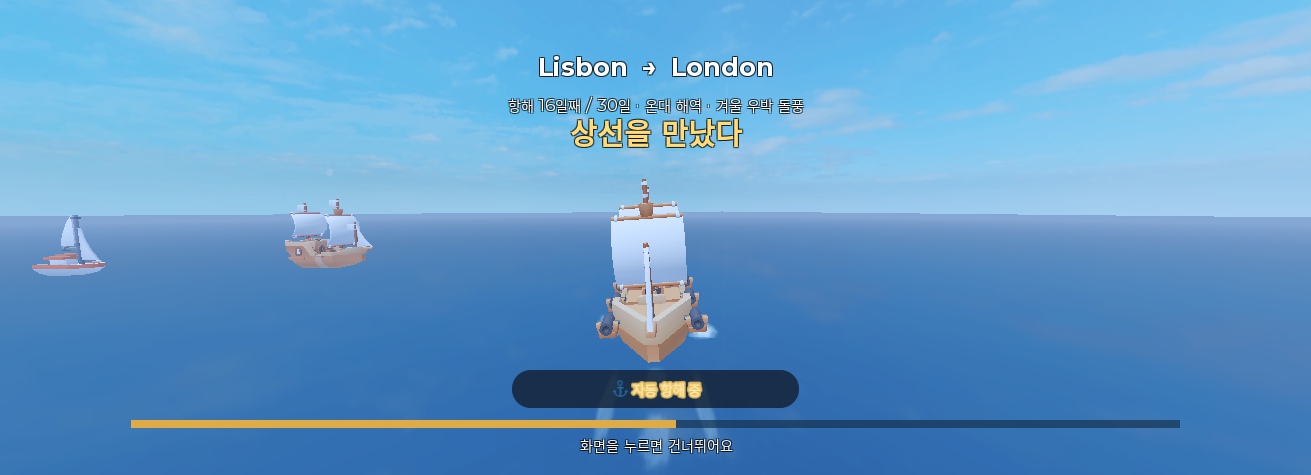 Lisbon → London
항해 16일째 / 30일 · 온대 해역 · 겨울 우박 돌풍
상선을 만났다
⚓ 자동 항해 중
화면을 누르면 건너뛰어요